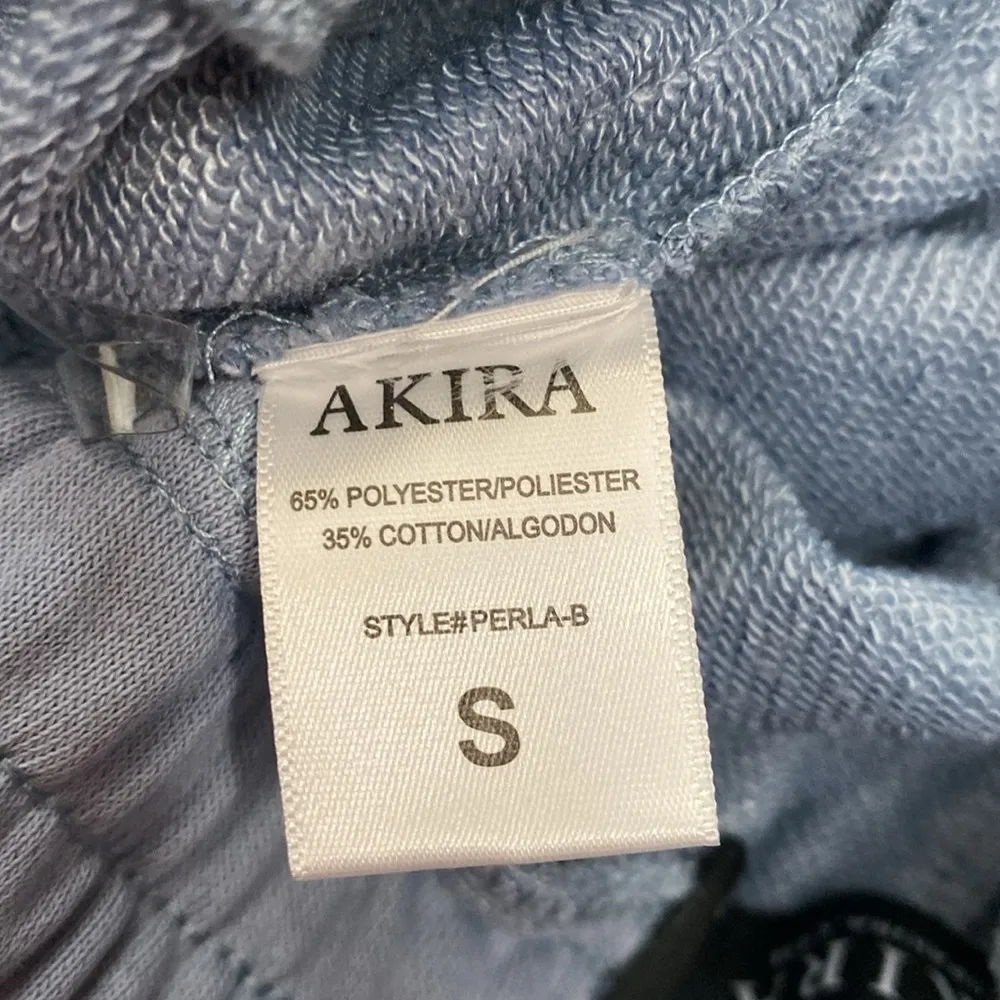 AKIRA
65% POLYESTER/POLIESTER
35% COTTON/ALGODON
STYLE#PERLA-B
S